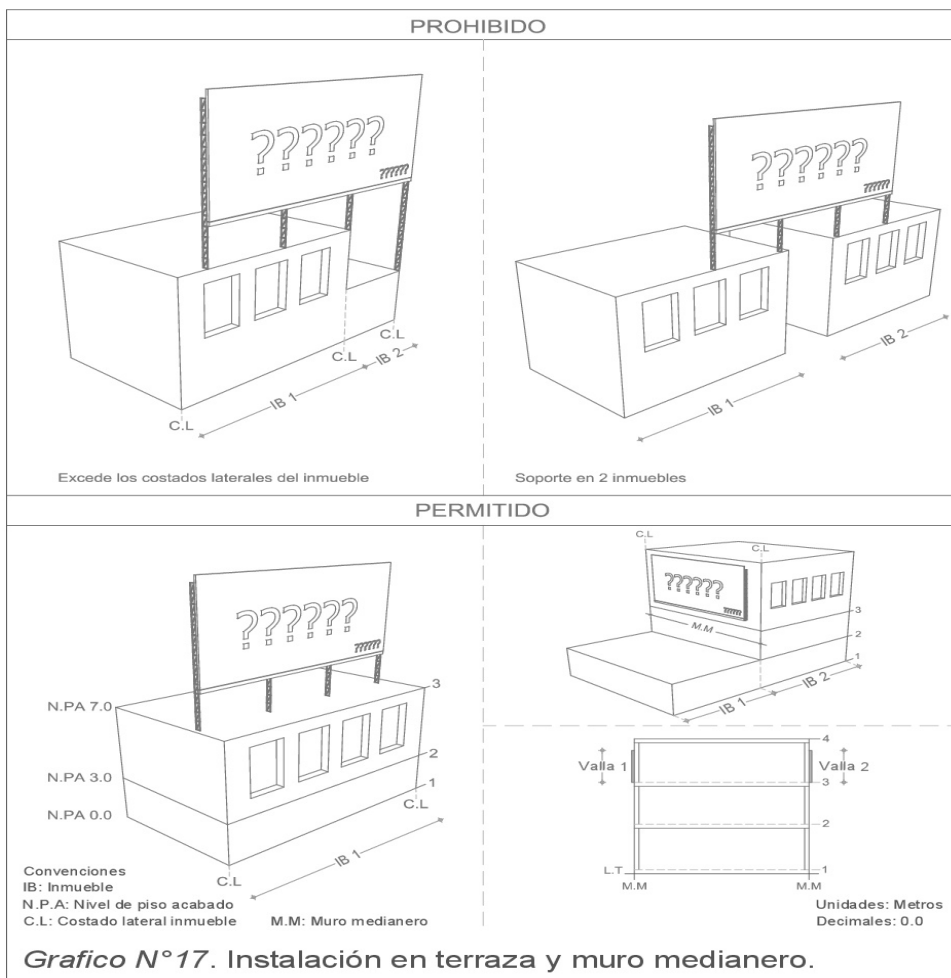 PROHIBIDO
??????
??????
C.L
C.L
C.L
IB 1
IB 2
Excede los costados laterales del inmueble
??????
??????
IB 1
IB 2
Soporte en 2 inmuebles
PERMITIDO
??????
??????
N.PA 7.0
N.PA 3.0
N.PA 0.0
3
2
1
C.L
C.L
IB 1
Convenciones
IB: Inmueble
N.P.A: Nivel de piso acabado
C.L: Costado lateral inmueble M.M: Muro medianero
C.L
C.L
??????
??????
M.M
3
2
1
IB 1
IB 2
Valla 1
Valla 2
4
3
2
1
L.T
M.M
M.M
Unidades: Metros
Decimales: 0.0
Grafico N°17. Instalación en terraza y muro medianero.